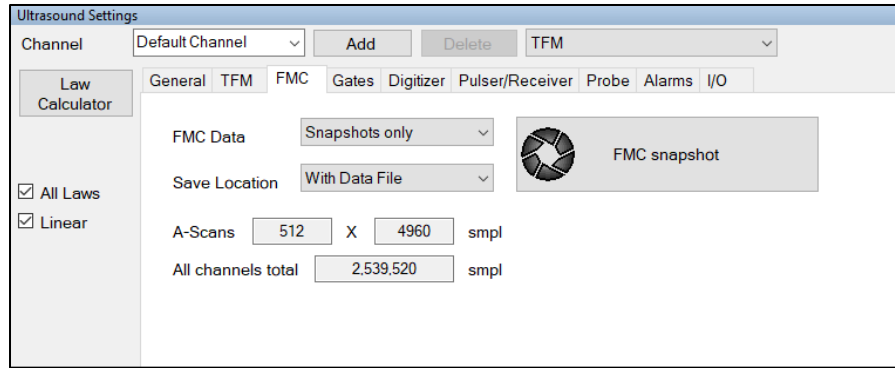 Ultrasound Settings
Channel Default Channel Add Delete TFM
Law Calculator
General TFM FMC Gates Digitizer Pulser/Receiver Probe Alarms I/O
FMC Data Snapshots only FMC snapshot
Save Location With Data File
All Laws
Linear
A-Scans 512 X 4960 smpl
All channels total 2,539,520 smpl